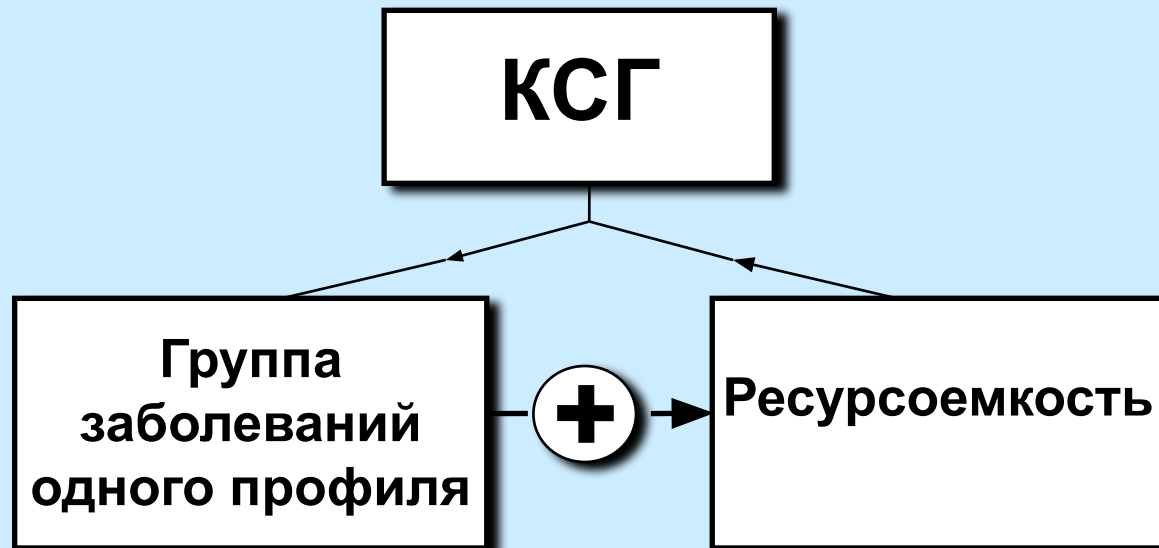 КСГ
Группа
заболеваний
одного профиля
+
Ресурсоемкость